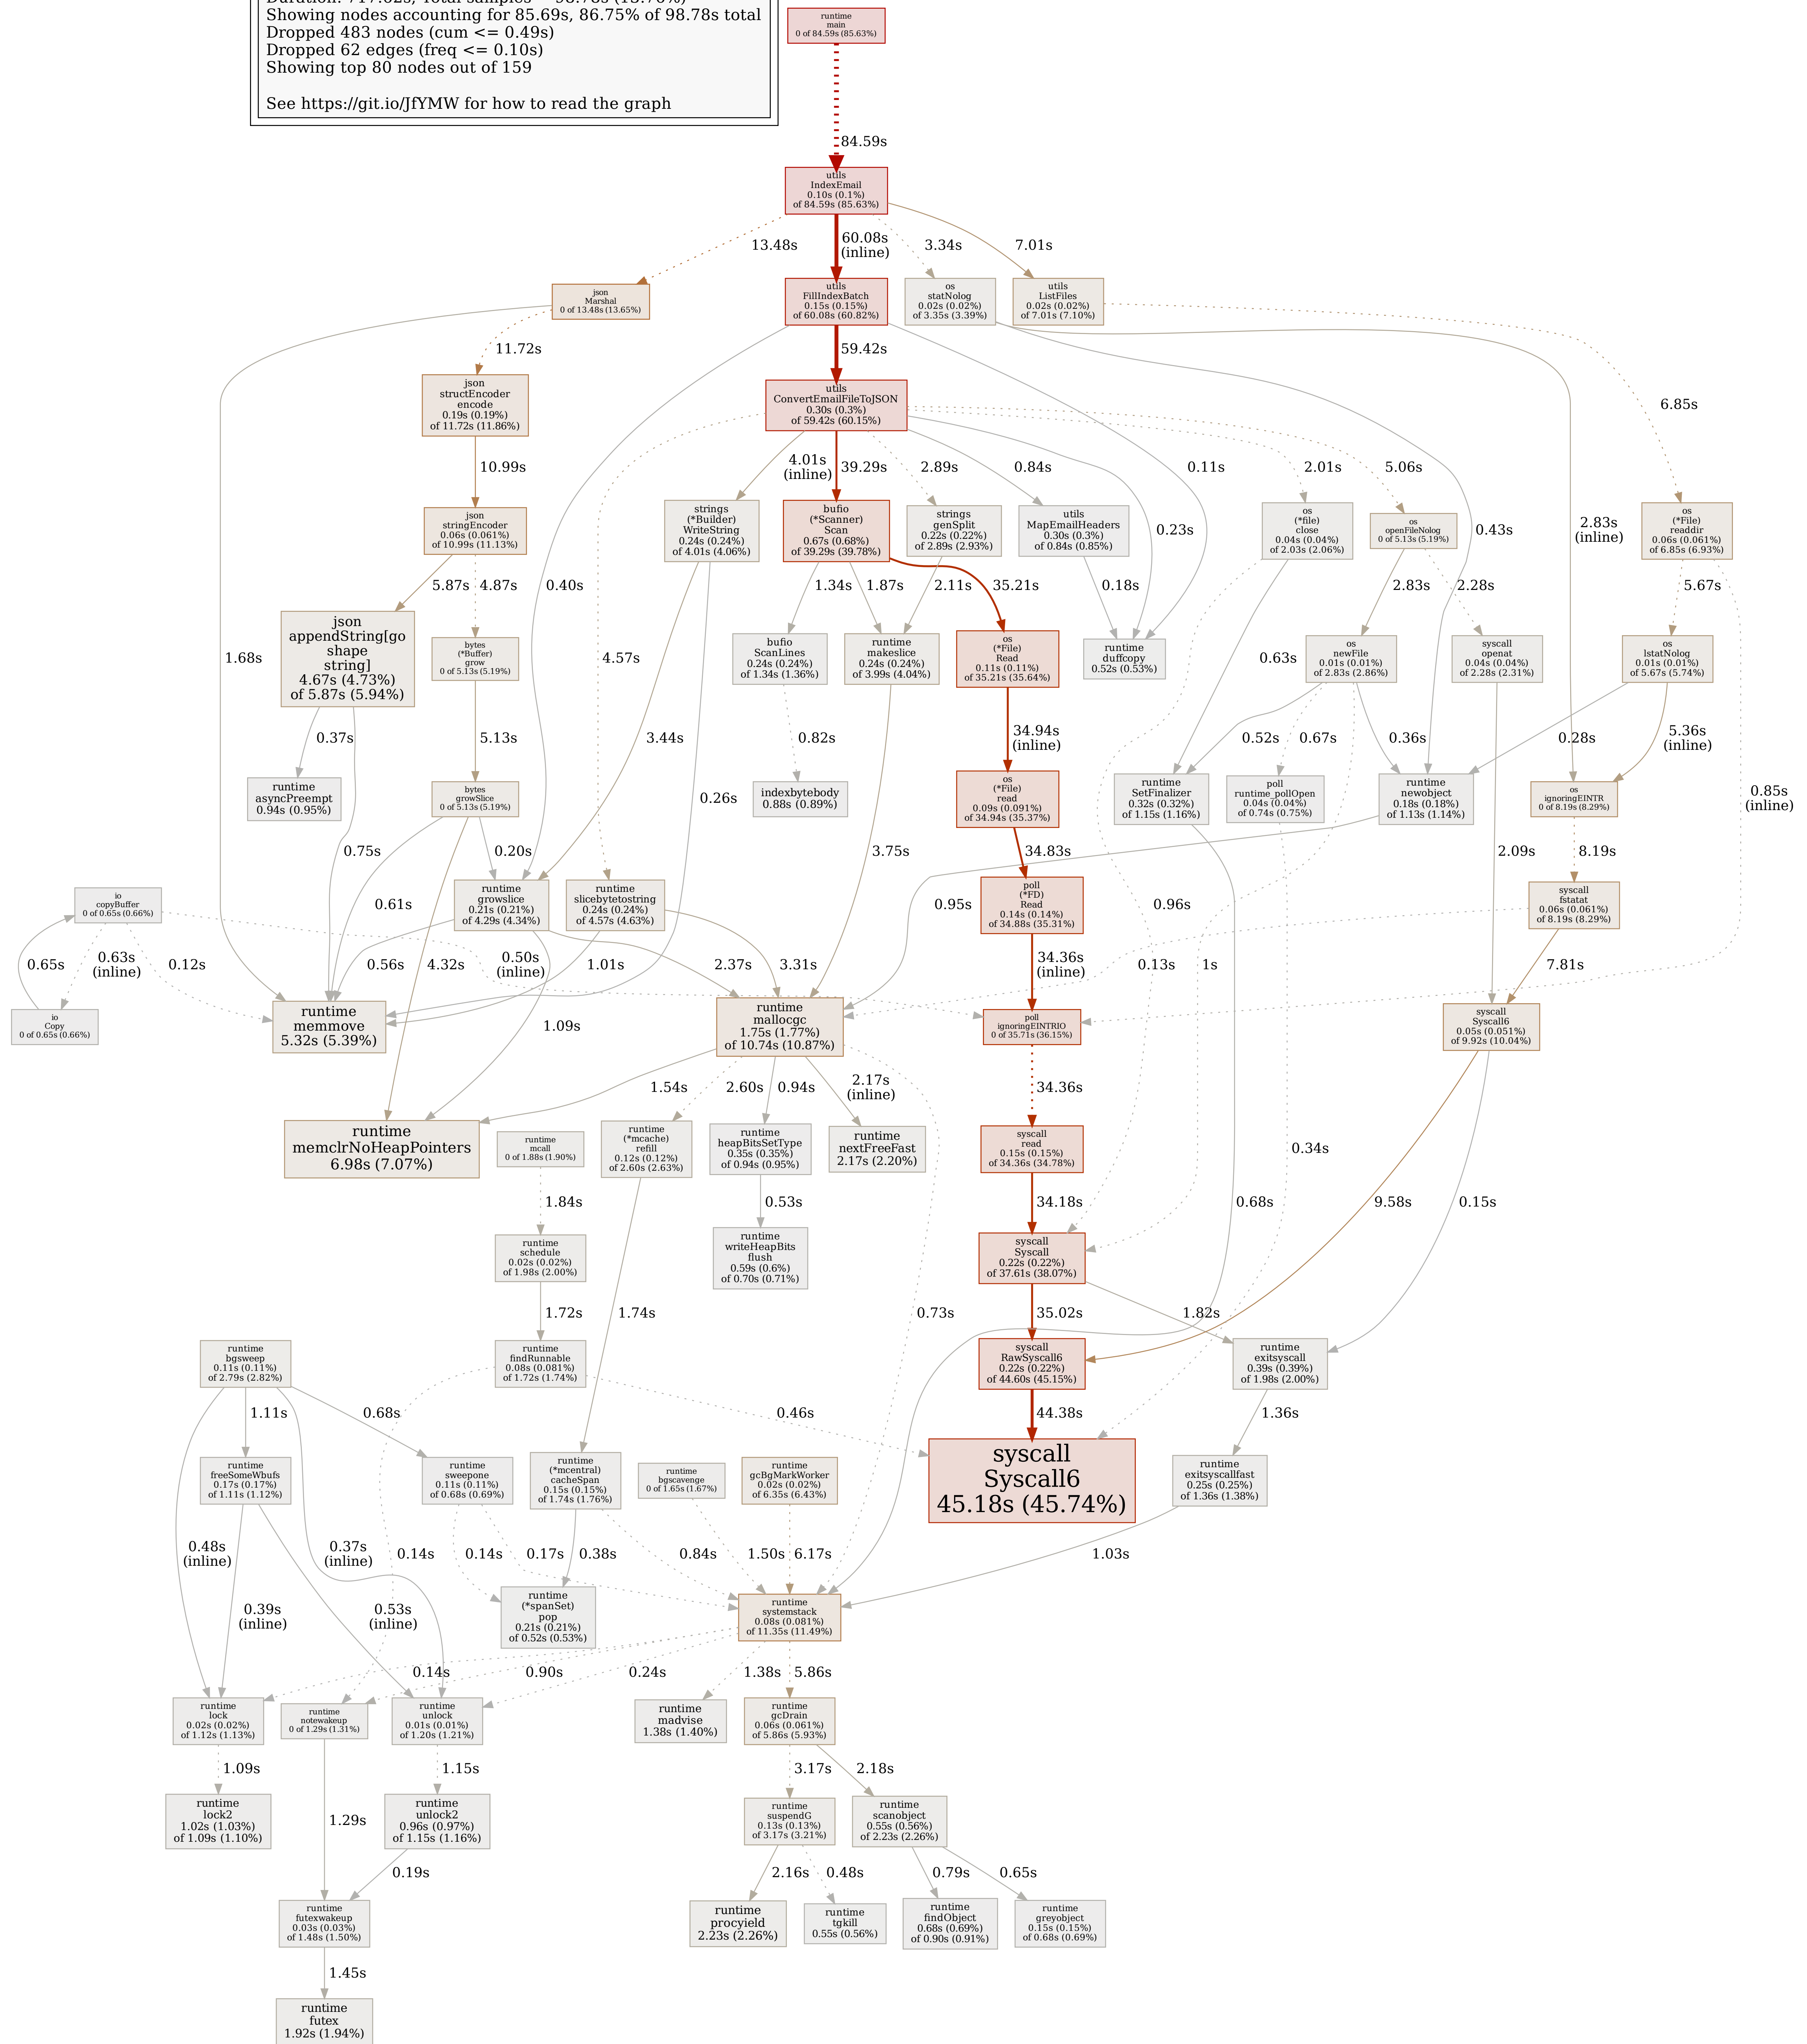 Duration: Total samples = 98.78s
Showing nodes accounting for 85.69s, 86.75% of 98.78s total
Dropped 483 nodes (cum <= 0.49s)
Dropped 62 edges (freq <= 0.10s)
Showing top 80 nodes out of 159
See https://git.io/JfYMW for how to read the graph
runtime
main
0 of 84.59s (85.63%)
84.59s
utils
IndexEmail
0.10s (0.1%)
of 84.59s (85.63%)
13.48s
60.08s
(inline)
3.34s
7.01s
json
Marshal
0 of 13.48s (13.65%)
utils
FillIndexBatch
0.15s (0.15%)
of 60.08s (60.82%)
os
statNolog
0.02s (0.02%)
of 3.35s (3.39%)
utils
ListFiles
0.02s (0.02%)
of 7.01s (7.10%)
11.72s
59.42s
json
structEncoder
encode
0.19s (0.19%)
of 11.72s (11.86%)
utils
ConvertEmailFileToJSON
0.30s (0.3%)
of 59.42s (60.15%)
6.85s
10.99s
4.01s
(inline)
39.29s
2.89s
0.84s
0.11s
2.01s
5.06s
json
stringEncoder
0.06s (0.061%)
of 10.99s (11.13%)
strings
(*Builder)
WriteString
0.24s (0.24%)
of 4.01s (4.06%)
bufio
(*Scanner)
Scan
0.67s (0.68%)
of 39.29s (39.78%)
strings
genSplit
0.22s (0.22%)
of 2.89s (2.93%)
utils
MapEmailHeaders
0.30s (0.3%)
of 0.84s (0.85%)
0.23s
os
(*file)
close
0.04s (0.04%)
of 2.03s (2.06%)
os
openFileNolog
0 of 5.13s (5.19%)
0.43s
2.83s
(inline)
os
(*File)
readdir
0.06s (0.061%)
of 6.85s (6.93%)
5.87s
4.87s
0.40s
1.34s
1.87s
2.11s
35.21s
0.18s
2.83s
2.28s
5.67s
json
appendString[go
shape
string]
4.67s (4.73%)
of 5.87s (5.94%)
bytes
(*Buffer)
grow
0 of 5.13s (5.19%)
1.68s
4.57s
bufio
ScanLines
0.24s (0.24%)
of 1.34s (1.36%)
runtime
makeslice
0.24s (0.24%)
of 3.99s (4.04%)
os
(*File)
Read
0.11s (0.11%)
of 35.21s (35.64%)
runtime
duffcopy
0.52s (0.53%)
0.63s
os
newFile
0.01s (0.01%)
of 2.83s (2.86%)
syscall
openat
0.04s (0.04%)
of 2.28s (2.31%)
os
lstatNolog
0.01s (0.01%)
of 5.67s (5.74%)
0.37s
5.13s
3.44s
0.82s
34.94s
(inline)
0.52s
0.67s
0.36s
0.28s
5.36s
(inline)
runtime
asyncPreempt
0.94s (0.95%)
bytes
growSlice
0 of 5.13s (5.19%)
0.26s
indexbytebody
0.88s (0.89%)
os
(*File)
read
0.09s (0.091%)
of 34.94s (35.37%)
runtime
SetFinalizer
0.32s (0.32%)
of 1.15s (1.16%)
poll
runtime_pollOpen
0.04s (0.04%)
of 0.74s (0.75%)
runtime
newobject
0.18s (0.18%)
of 1.13s (1.14%)
os
ignoringEINTR
0 of 8.19s (8.29%)
0.85s
(inline)
0.75s
0.20s
3.75s
34.83s
2.09s
8.19s
io
copyBuffer
0 of 0.65s (0.66%)
0.61s
runtime
growslice
0.21s (0.21%)
of 4.29s (4.34%)
runtime
slicebytetostring
0.24s (0.24%)
of 4.57s (4.63%)
0.95s
poll
(*FD)
Read
0.14s (0.14%)
of 34.88s (35.31%)
0.96s
syscall
fstatat
0.06s (0.061%)
of 8.19s (8.29%)
0.65s
0.63s
(inline)
0.12s
0.56s
4.32s
0.50s
(inline)
1.01s
2.37s
3.31s
34.36s
(inline)
0.13s
1s
7.81s
io
Copy
0 of 0.65s (0.66%)
runtime
memmove
5.32s (5.39%)
1.09s
runtime
mallocgc
1.75s (1.77%)
of 10.74s (10.87%)
poll
ignoringEINTRIO
0 of 35.71s (36.15%)
syscall
Syscall6
0.05s (0.051%)
of 9.92s (10.04%)
1.54s
2.60s
0.94s
2.17s
(inline)
34.36s
runtime
memclrNoHeapPointers
6.98s (7.07%)
runtime
mcall
0 of 1.88s (1.90%)
runtime
(*mcache)
refill
0.12s (0.12%)
of 2.60s (2.63%)
runtime
heapBitsSetType
0.35s (0.35%)
of 0.94s (0.95%)
runtime
nextFreeFast
2.17s (2.20%)
syscall
read
0.15s (0.15%)
of 34.36s (34.78%)
0.34s
1.84s
0.53s
34.18s
0.68s
9.58s
0.15s
runtime
schedule
0.02s (0.02%)
of 1.98s (2.00%)
runtime
writeHeapBits
flush
0.59s (0.6%)
of 0.70s (0.71%)
syscall
Syscall
0.22s (0.22%)
of 37.61s (38.07%)
1.72s
1.74s
0.73s
35.02s
1.82s
runtime
bgsweep
0.11s (0.11%)
of 2.79s (2.82%)
runtime
findRunnable
0.08s (0.081%)
of 1.72s (1.74%)
syscall
RawSyscall6
0.22s (0.22%)
of 44.60s (45.15%)
runtime
exitsyscall
0.39s (0.39%)
of 1.98s (2.00%)
1.11s
0.68s
0.46s
44.38s
1.36s
runtime
freeSomeWbufs
0.17s (0.17%)
of 1.11s (1.12%)
runtime
sweepone
0.11s (0.11%)
of 0.68s (0.69%)
runtime
(*mcentral)
cacheSpan
0.15s (0.15%)
of 1.74s (1.76%)
runtime
bgscavenge
0 of 1.65s (1.67%)
runtime
gcBgMarkWorker
0.02s (0.02%)
of 6.35s (6.43%)
syscall
Syscall6
45.18s (45.74%)
runtime
exitsyscallfast
0.25s (0.25%)
of 1.36s (1.38%)
0.48s
(inline)
0.37s
(inline)
0.14s
0.14s
0.17s
0.38s
0.84s
1.50s
6.17s
1.03s
0.39s
(inline)
0.53s
(inline)
runtime
(*spanSet)
pop
0.21s (0.21%)
of 0.52s (0.53%)
runtime
systemstack
0.08s (0.081%)
of 11.35s (11.49%)
0.14s
0.90s
0.24s
1.38s
5.86s
runtime
lock
0.02s (0.02%)
of 1.12s (1.13%)
runtime
notewakeup
0 of 1.29s (1.31%)
runtime
unlock
0.01s (0.01%)
of 1.20s (1.21%)
runtime
madvise
1.38s (1.40%)
runtime
gcDrain
0.06s (0.061%)
of 5.86s (5.93%)
1.09s
1.15s
3.17s
2.18s
runtime
lock2
1.02s (1.03%)
of 1.09s (1.10%)
1.29s
runtime
unlock2
0.96s (0.97%)
of 1.15s (1.16%)
runtime
suspendG
0.13s (0.13%)
of 3.17s (3.21%)
runtime
scanobject
0.55s (0.56%)
of 2.23s (2.26%)
0.19s
2.16s
0.48s
0.79s
0.65s
runtime
futexwakeup
0.03s (0.03%)
of 1.48s (1.50%)
runtime
procyield
2.23s (2.26%)
runtime
tgkill
0.55s (0.56%)
runtime
findObject
0.68s (0.69%)
of 0.90s (0.91%)
runtime
greyobject
0.15s (0.15%)
of 0.68s (0.69%)
1.45s
runtime
futex
1.92s (1.94%)